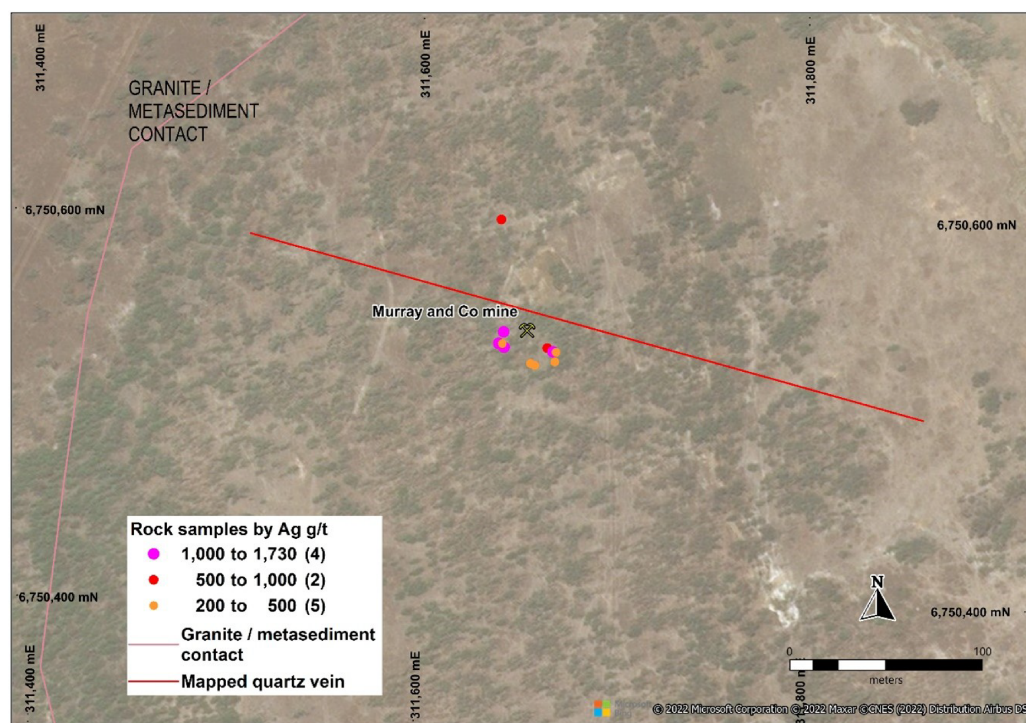 311,400 mE
311,600 mE
311,800 mE
GRANITE /
METASEDIMENT
CONTACT
6,750,600 mN
6,750,600 mN
Murray and Co mine
Rock samples by Ag g/t
1,000 to 1,730 (4)
500 to 1,000 (2)
200 to 500 (5)
Granite / metasediment
contact
Mapped quartz vein
6,750,400 mN
6,750,400 mN
N
0 100
meters
311,400 mE
311,600 mE
311,800 mE
© 2022 Microsoft Corporation © 2022 Maxar ©CNES (2022) Distribution Airbus DS